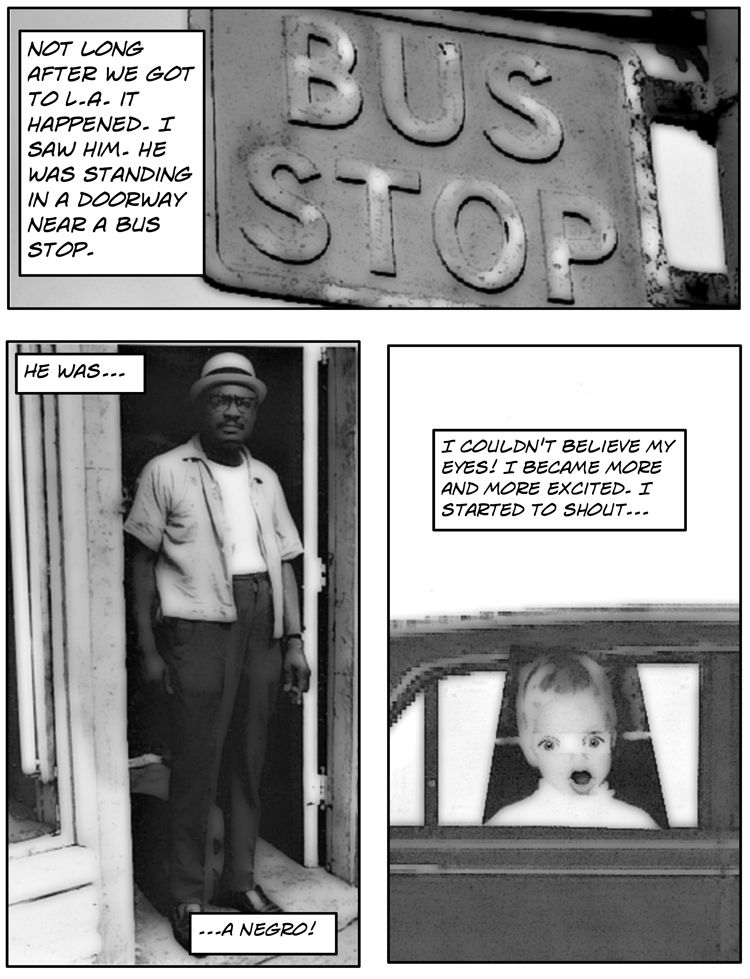 NOT LONG
AFTER WE GOT
TO L.A. IT
HAPPENED. I
SAW HIM. HE
WAS STANDING
IN A DOORWAY
NEAR A BUS
STOP.
BUS
STOP
HE WAS...
...A NEGRO!
I COULDN'T BELIEVE MY
EYES! I BECAME MORE
AND MORE EXCITED. I
STARTED TO SHOUT...